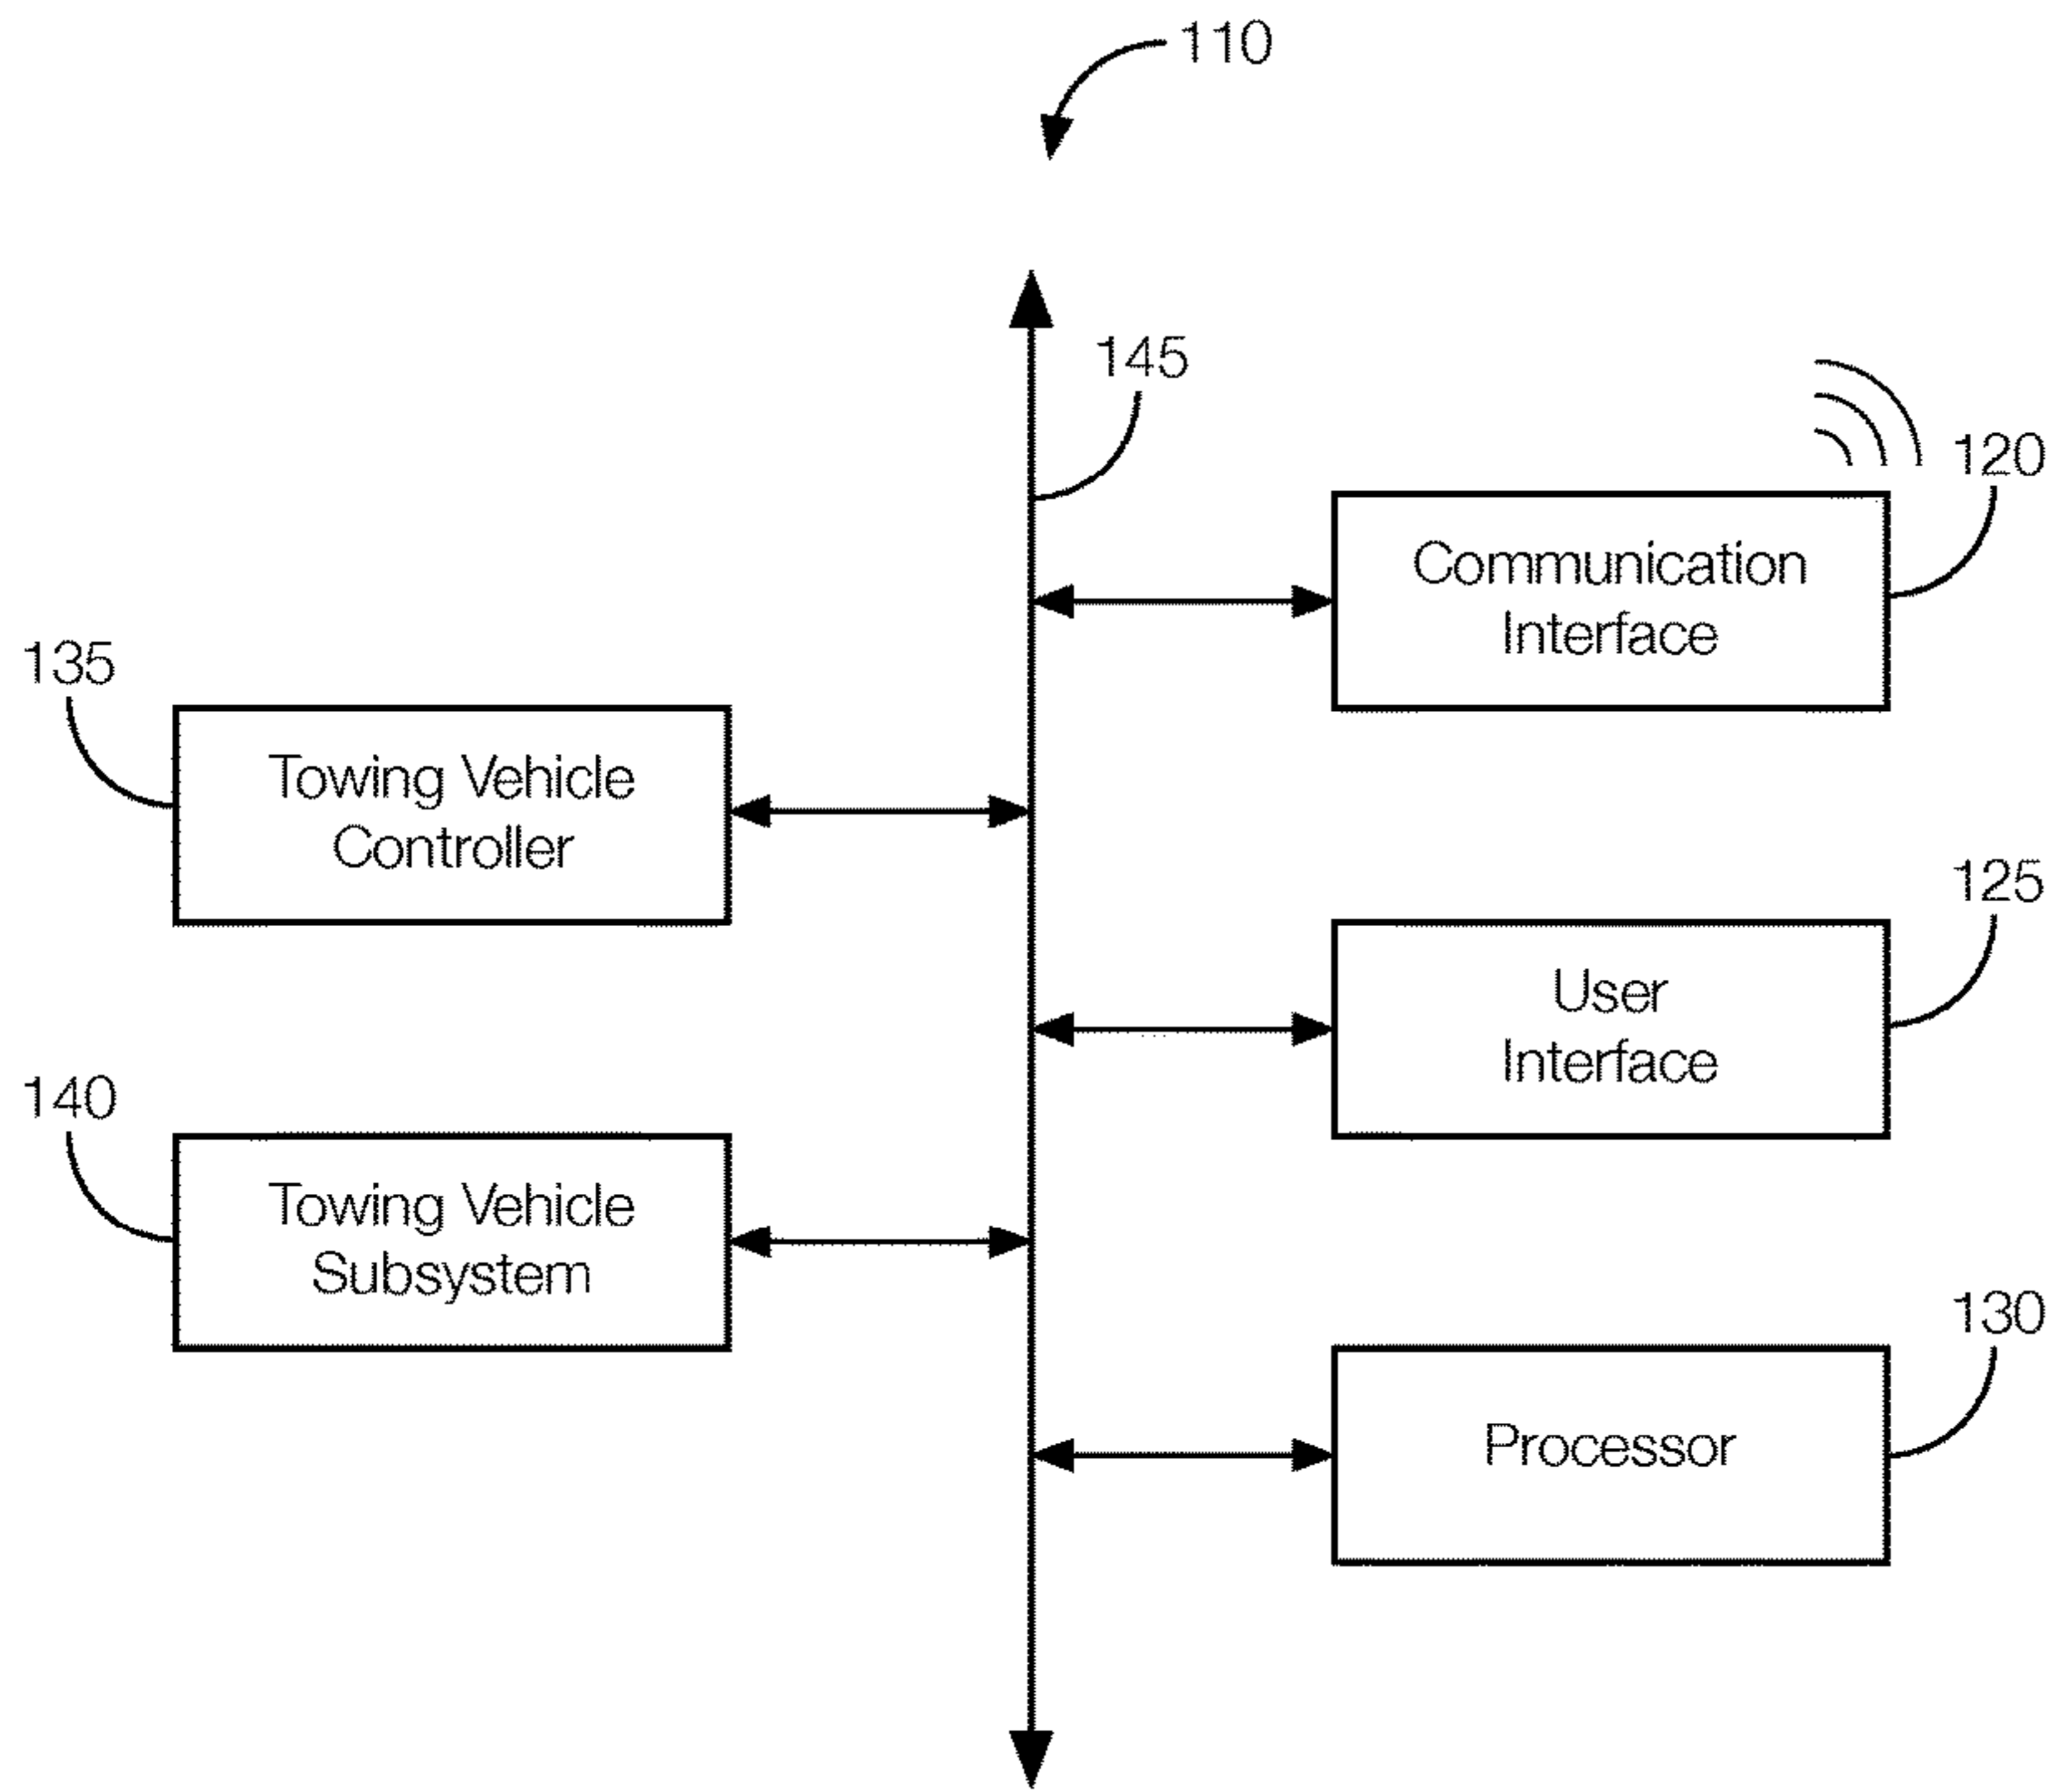 110
145
120
Communication
Interface
135
Towing Vehicle
Controller
125
User
Interface
140
Towing Vehicle
Subsystem
130
Processor